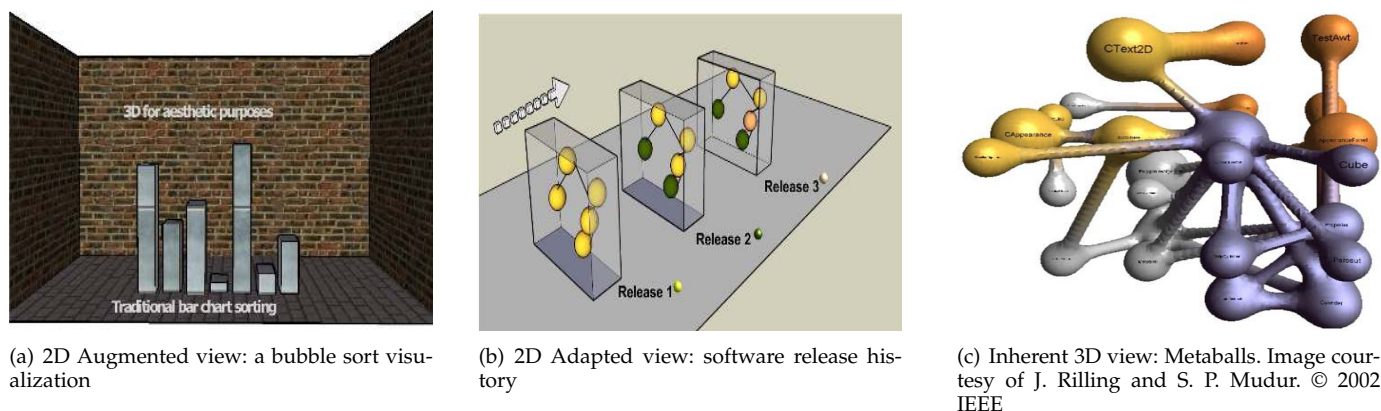 3D for aesthetic purposes
Traditional bar chart sorting
Release 1
Release 2
Release 3
CText2D
TestAwt
CAppearance
AppearancePanel
Cube
(a) 2D Augmented view: a bubble sort visu-
alization
(b) 2D Adapted view: software release his-
tory
(c) Inherent 3D view: Metaballs. Image cour-
tesy of J. Rilling and S. P. Mudur. © 2002
IEEE